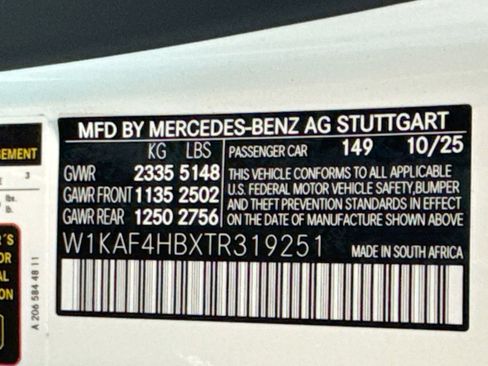 MFD BY MERCEDES-BENZ AG STUTTGART
KG LBS
GVWR 2335 5148
GAWR FRONT 1135 2502
GAWR REAR 1250 2756
PASSENGER CAR 149 10/25
THIS VEHICLE CONFORMS TO ALL APPLICABLE
U.S. FEDERAL MOTOR VEHICLE SAFETY,BUMPER
AND THEFT PREVENTION STANDARDS IN EFFECT
ON THE DATE OF MANUFACTURE SHOWN ABOVE
W1KAF4HBXTR319251
MADE IN SOUTH AFRICA
A 206 584 48 11
3
lbs.
lb.